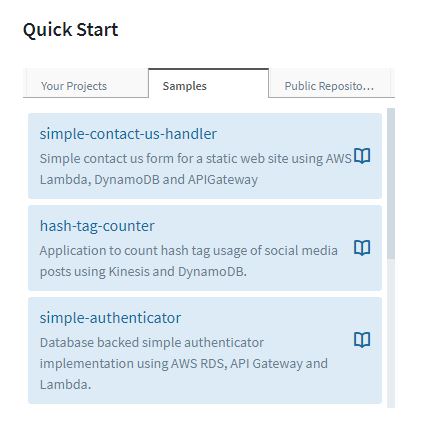 Quick Start
Your Projects
Samples
Public Reposito...
simple-contact-us-handler
Simple contact us form for a static web site using AWS
Lambda, DynamoDB and APIGateway
hash-tag-counter
Application to count hash tag usage of social media
posts using Kinesis and DynamoDB.
simple-authenticator
Database backed simple authenticator
implementation using AWS RDS, API Gateway and
Lambda.